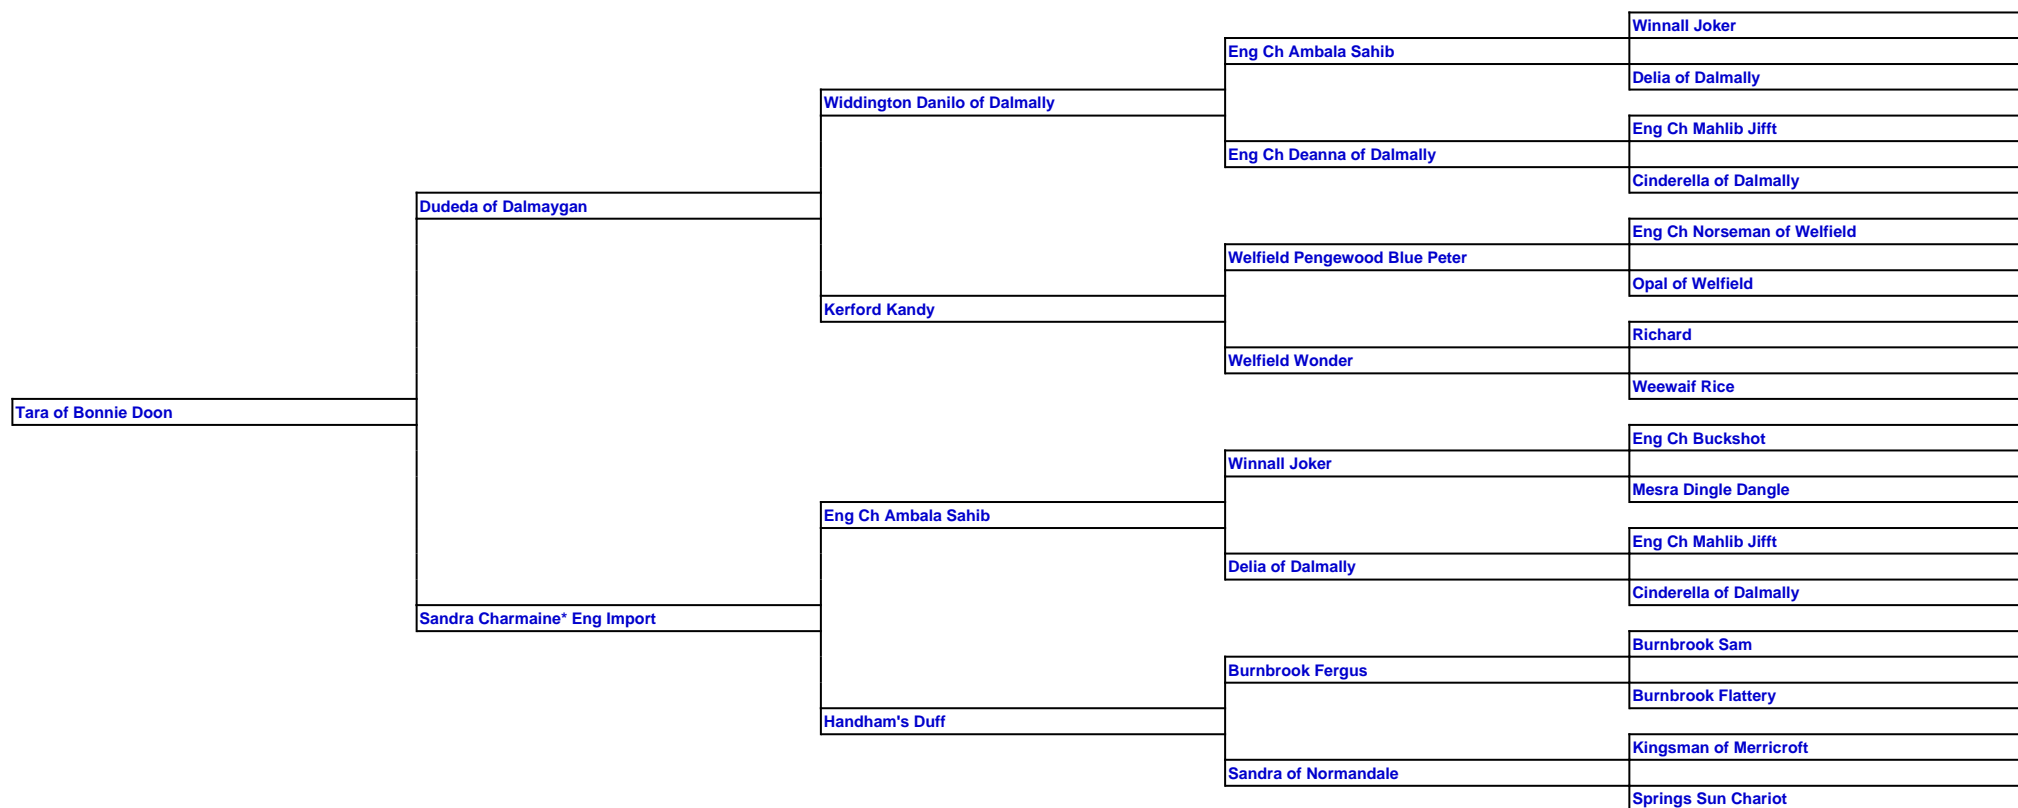 Winnall Joker
Eng Ch Ambala Sahib
Delia of Dalmally
Widdington Danilo of Dalmally
Eng Ch Mahlib Jifft
Eng Ch Deanna of Dalmally
Cinderella of Dalmally
Dudeda of Dalmaygan
Eng Ch Norseman of Welfield
Welfield Pengewood Blue Peter
Opal of Welfield
Kerford Kandy
Richard
Welfield Wonder
Weewaif Rice
Tara of Bonnie Doon
Eng Ch Buckshot
Winnall Joker
Mesra Dingle Dangle
Eng Ch Ambala Sahib
Eng Ch Mahlib Jifft
Delia of Dalmally
Cinderella of Dalmally
Sandra Charmaine* Eng Import
Burnbrook Sam
Burnbrook Fergus
Burnbrook Flattery
Handham's Duff
Kingsman of Merricroft
Sandra of Normandale
Springs Sun Chariot